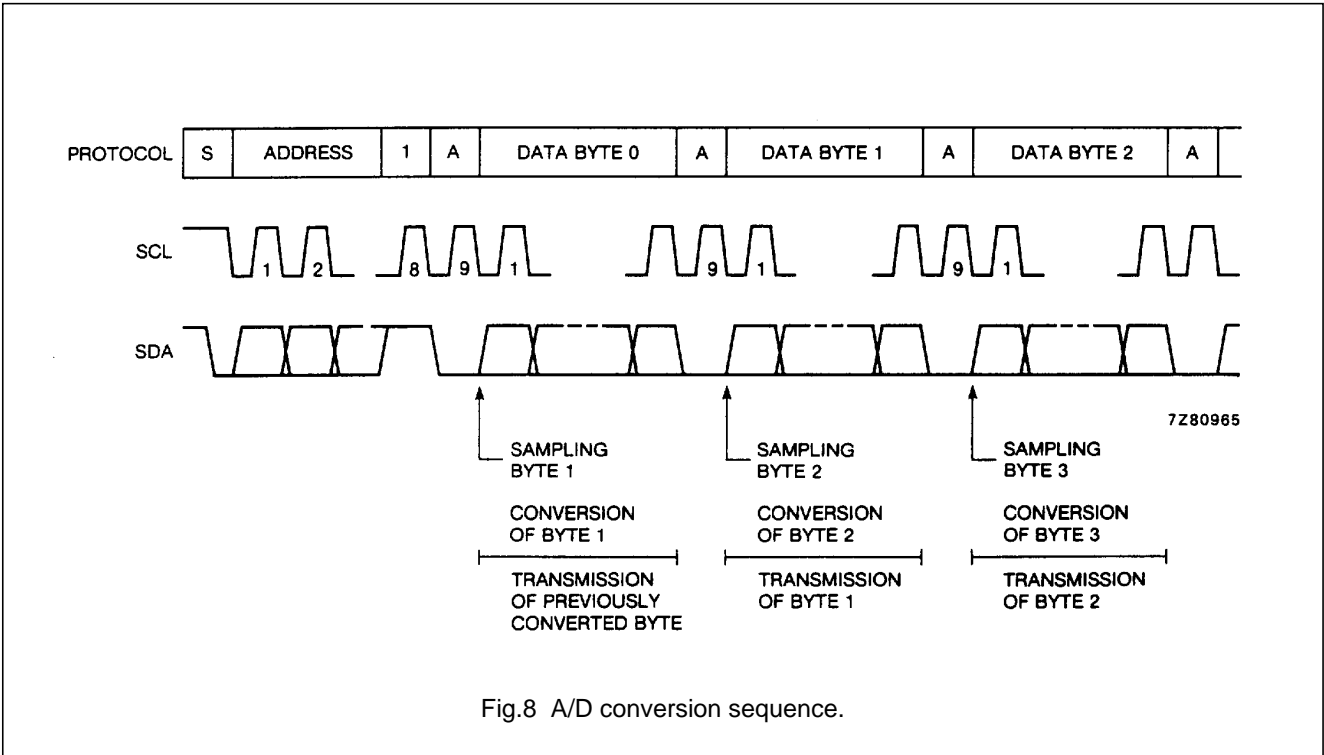 PROTOCOL S ADDRESS 1 A DATA BYTE 0 A DATA BYTE 1 A DATA BYTE 2 A
SCL 1 2 8 9 1 9 1 9 1
SDA
7Z80965
SAMPLING
BYTE 1
SAMPLING
BYTE 2
SAMPLING
BYTE 3
CONVERSION
OF BYTE 1
CONVERSION
OF BYTE 2
CONVERSION
OF BYTE 3
TRANSMISSION
OF PREVIOUSLY
CONVERTED BYTE
TRANSMISSION
OF BYTE 1
TRANSMISSION
OF BYTE 2
Fig.8 A/D conversion sequence.